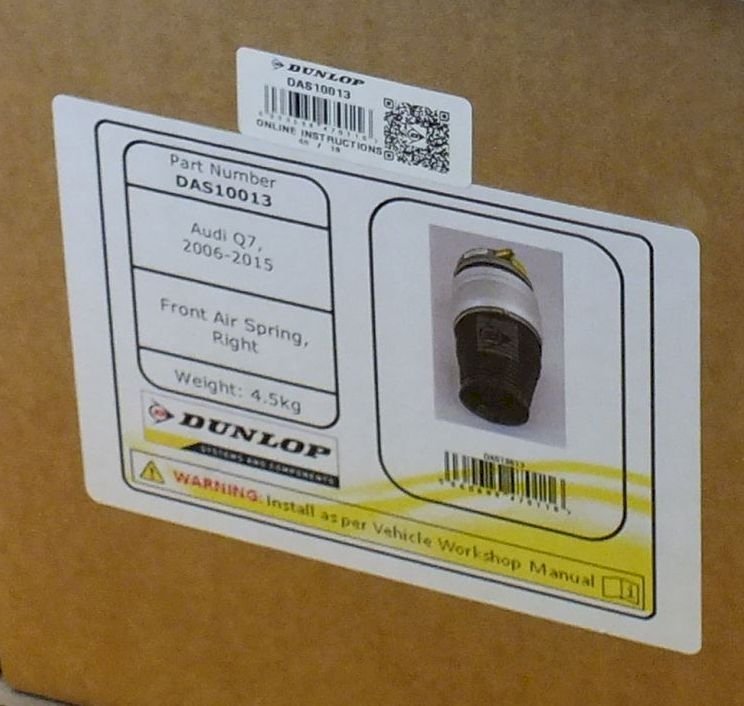 DUNLOP
DAS10013
ONLINE INSTRUCTIONS
Part Number
DAS10013
Audi Q7,
2006-2015
Front Air Spring,
Right
Weight: 4.5kg
DUNLOP
SYSTEMS AND COMPONENTS
DAS10013
WARNING: Install as per Vehicle Workshop Manual